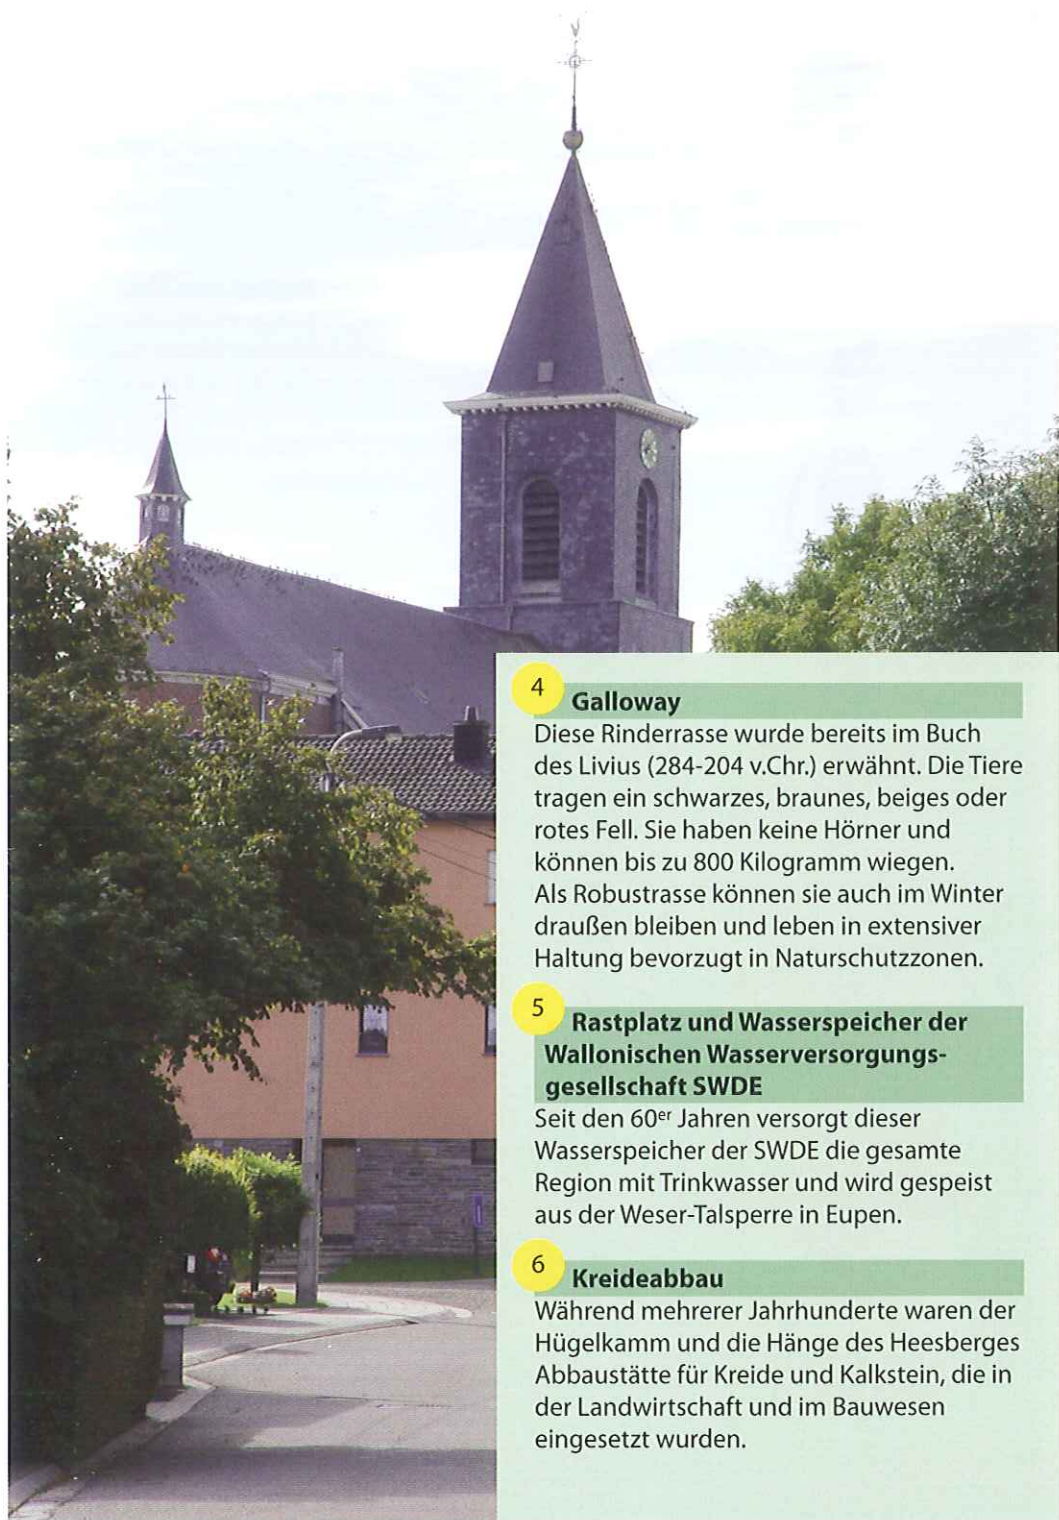 4
Galloway
Diese Rinderrasse wurde bereits im Buch
des Livius (284-204 v.Chr.) erwähnt. Die Tiere
tragen ein schwarzes, braunes, beiges oder
rotes Fell. Sie haben keine Hörner und
können bis zu 800 Kilogramm wiegen.
Als Robustrasse können sie auch im Winter
draußen bleiben und leben in extensiver
Haltung bevorzugt in Naturschutzzonen.
5
Rastplatz und Wasserspeicher der
Wallonischen Wasserversorgungs-
gesellschaft SWDE
Seit den 60er Jahren versorgt dieser
Wasserspeicher der SWDE die gesamte
Region mit Trinkwasser und wird gespeist
aus der Weser-Talsperre in Eupen.
6
Kreideabbau
Während mehrerer Jahrhunderte waren der
Hügelkamm und die Hänge des Heesberges
Abbaustätte für Kreide und Kalkstein, die in
der Landwirtschaft und im Bauwesen
eingesetzt wurden.